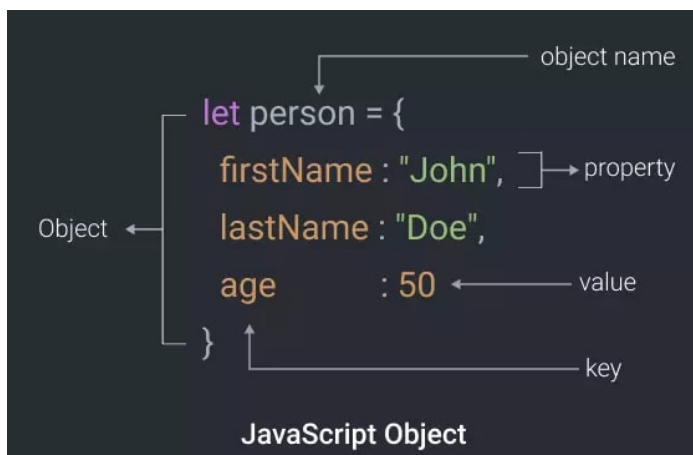 object name
let person = {
firstName : "John", property
Object
lastName : "Doe",
age : 50 value
}
key
JavaScript Object